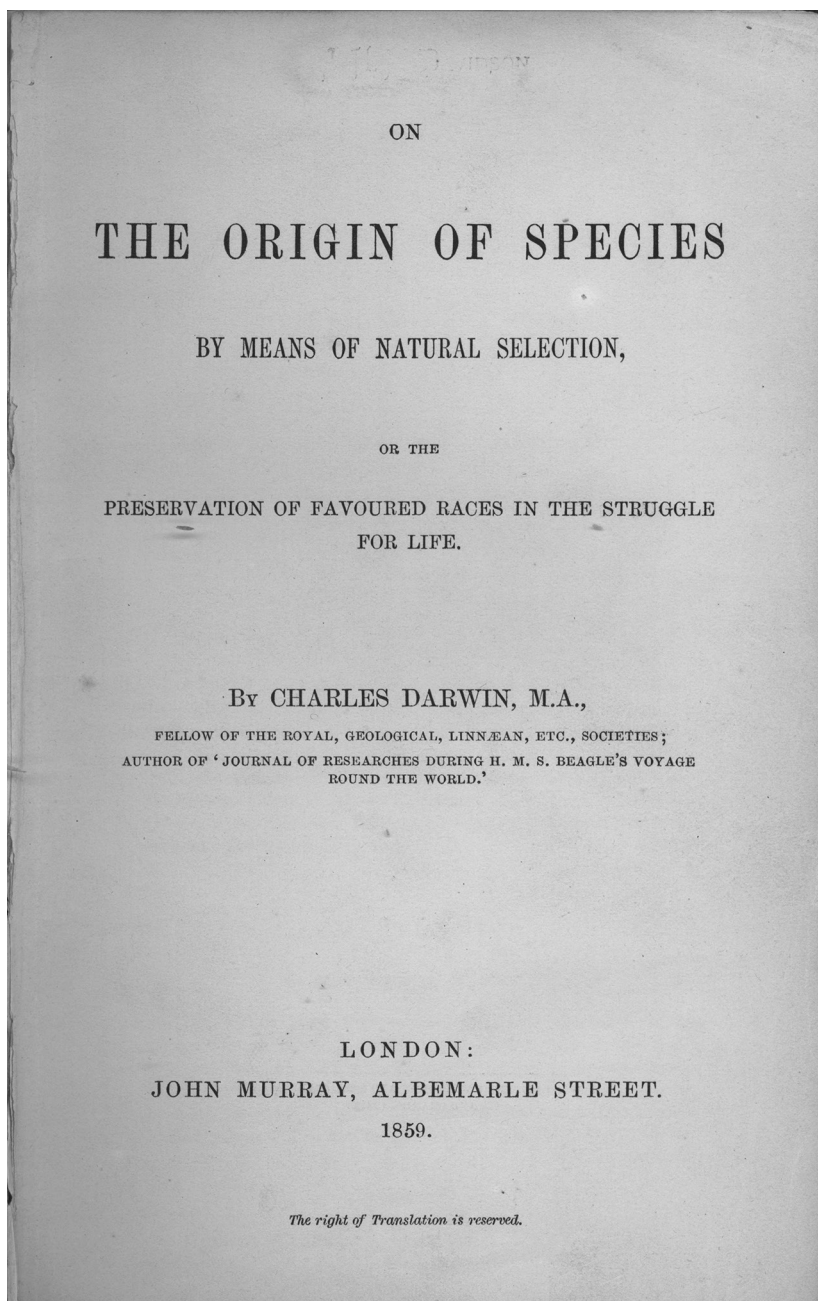 ON
THE ORIGIN OF SPECIES
BY MEANS OF NATURAL SELECTION,
OR THE
PRESERVATION OF FAVOURED RACES IN THE STRUGGLE
FOR LIFE.
BY CHARLES DARWIN, M.A.,
FELLOW OF THE ROYAL, GEOLOGICAL, LINNÆAN, ETC., SOCIETIES;
AUTHOR OF ‘JOURNAL OF RESEARCHES DURING H. M. S. BEAGLE’S VOYAGE
ROUND THE WORLD.’
LONDON:
JOHN MURRAY, ALBEMARLE STREET.
1859.
The right of Translation is reserved.